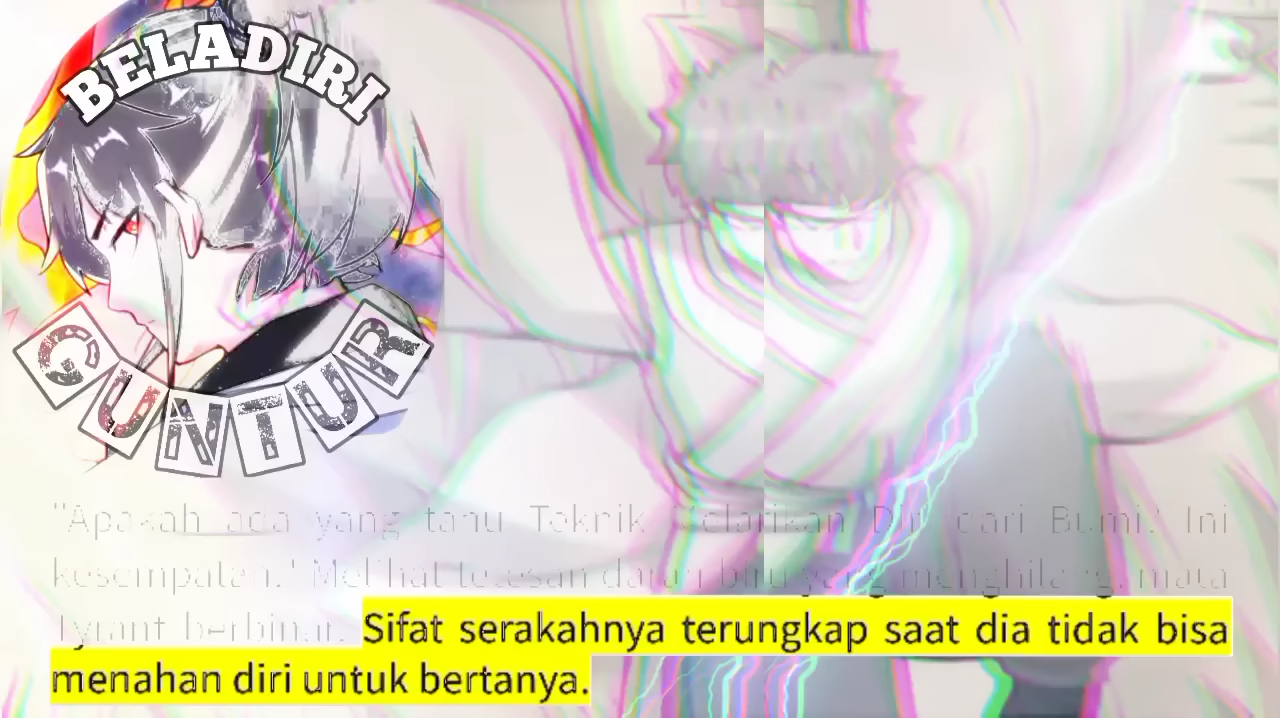 BELADIRI
GUNTUR
"Apakah ada yang tahu Teknik Melarikan Diri dari Bumi? Ini
kesempatan." Melihat tetesan darah biru yang menghilang, mata
Tyrant berbinar. Sifat serakahnya terungkap saat dia tidak bisa
menahan diri untuk bertanya.